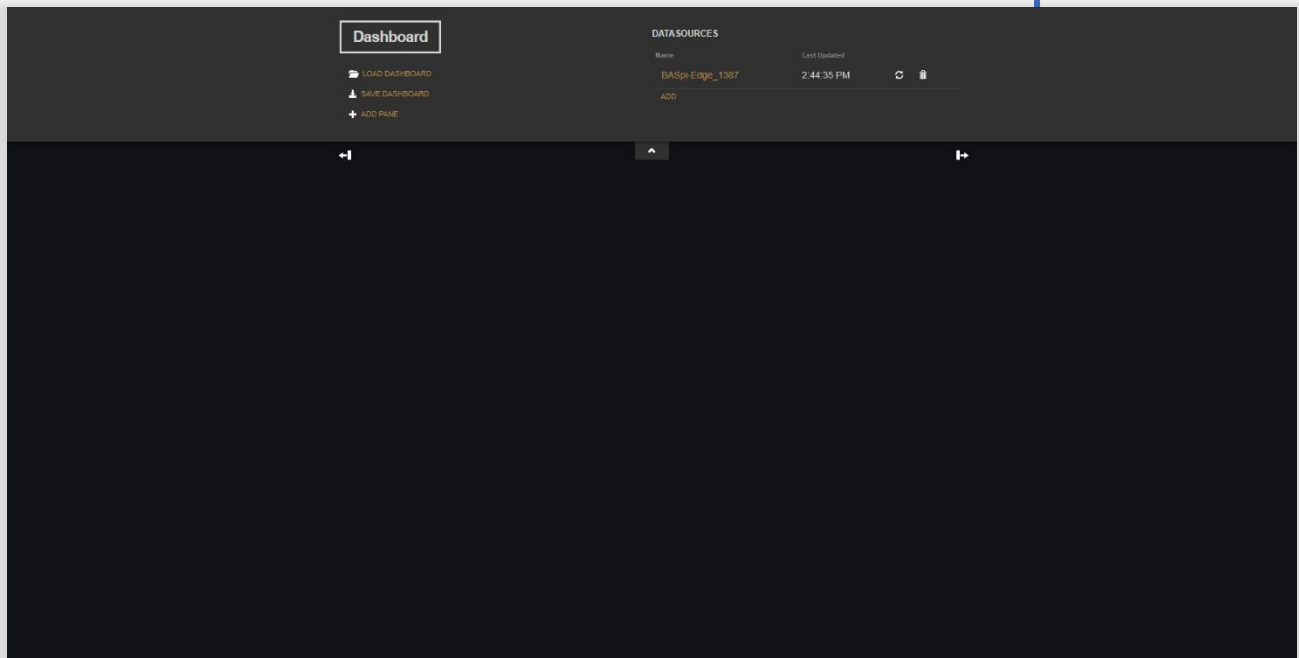 Dashboard
LOAD DASHBOARD
SAVE DASHBOARD
ADD PANE
DATASOURCES
Name Last Updated
BASpi-Edge_1387 2:44:35 PM
ADD